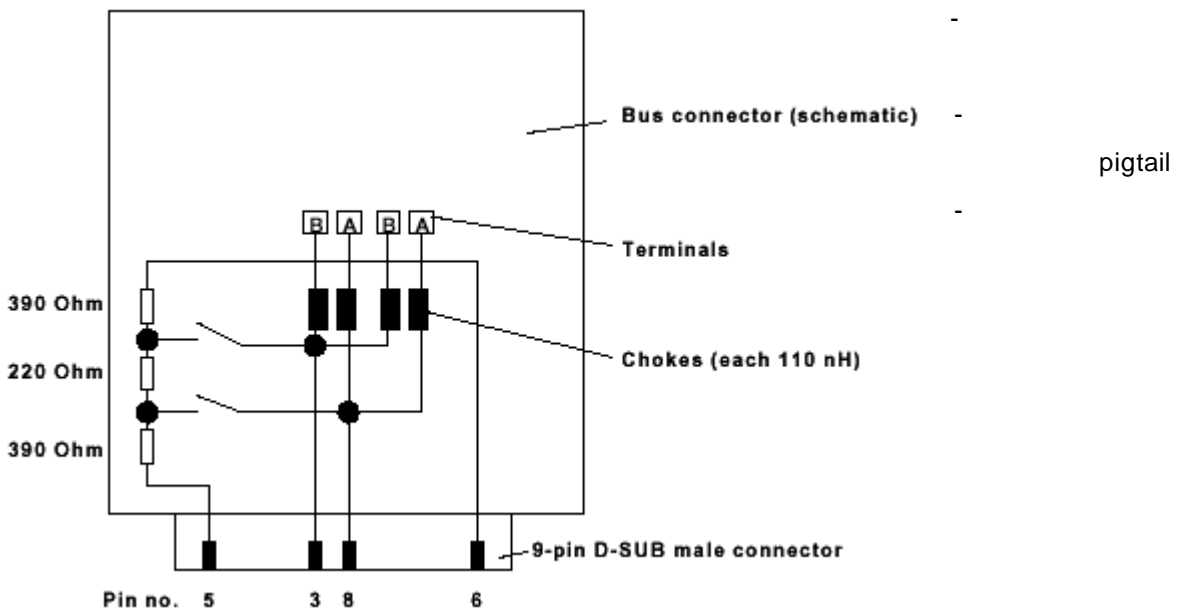 -
Bus connector (schematic)
-
pigtail
-
B A B A
Terminals
390 Ohm
Chokes (each 110 nH)
220 Ohm
390 Ohm
9-pin D-SUB male connector
Pin no. 5 3 8 6